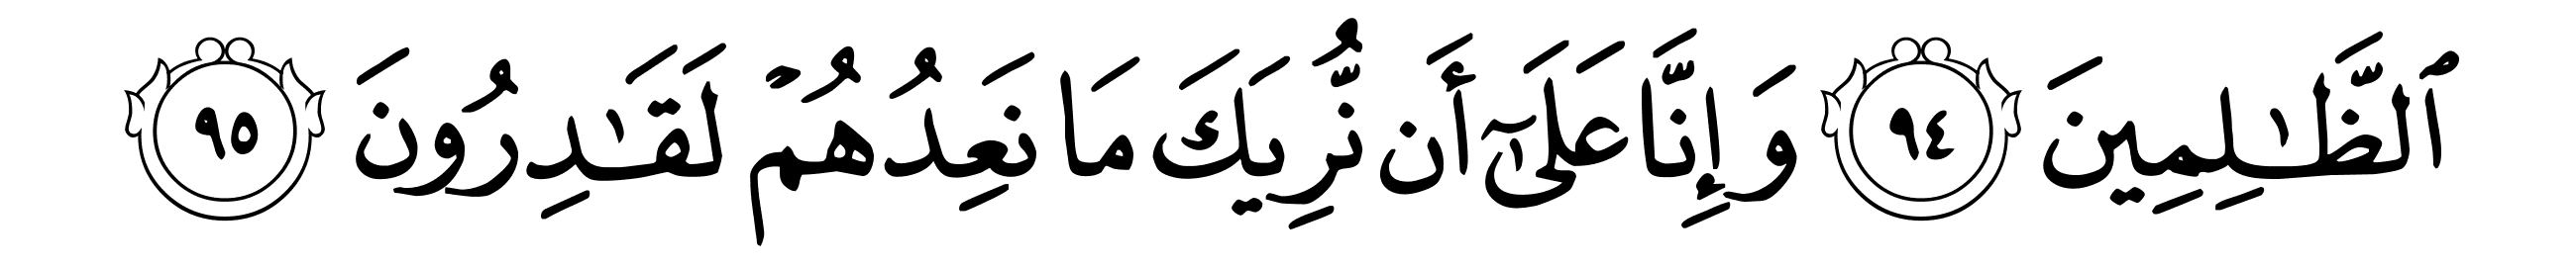 ٱلظَّٰلِمِينَ ٩٤ وَإِنَّا عَلَىٰٓ أَن نُّرِيَكَ مَا نَعِدُهُمۡ لَقَٰدِرُونَ ٩٥